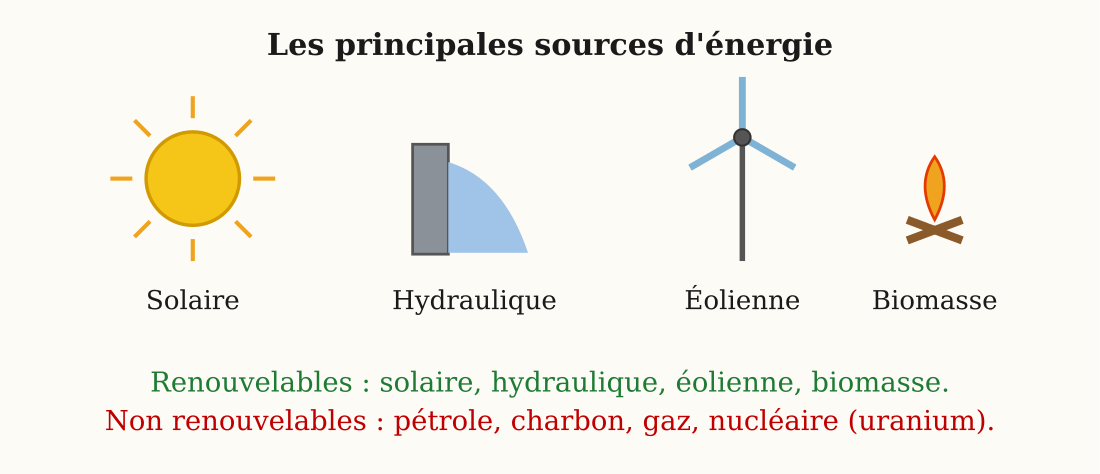 Les principales sources d'énergie
Solaire
Hydraulique
Éolienne
Biomasse
Renouvelables : solaire, hydraulique, éolienne, biomasse.
Non renouvelables : pétrole, charbon, gaz, nucléaire (uranium).